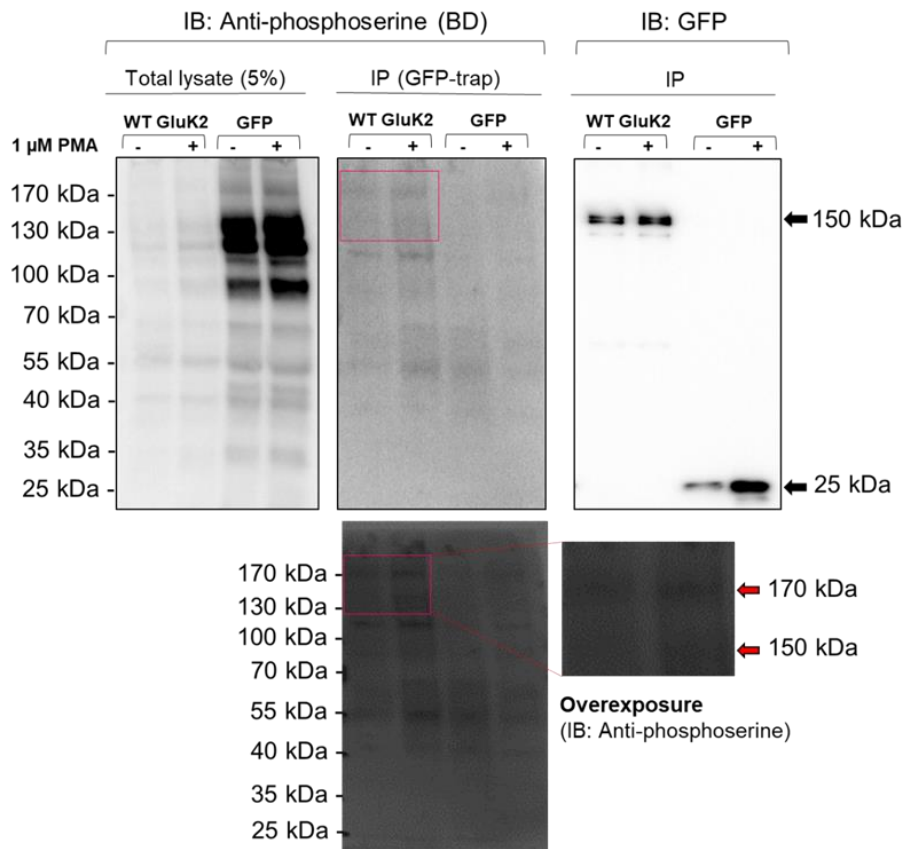 IB: Anti-phosphoserine (BD)
IB: GFP
Total lysate (5%)
IP (GFP-trap)
IP
WT GluK2
GFP
WT GluK2
GFP
WT GluK2
GFP
1 µM PMA
-
+
-
+
-
+
-
+
-
+
-
+
170 kDa -
130 kDa -
100 kDa -
70 kDa -
55 kDa -
40 kDa -
35 kDa -
25 kDa -
150 kDa
25 kDa
170 kDa -
130 kDa -
100 kDa -
70 kDa -
55 kDa -
40 kDa -
35 kDa -
25 kDa -
170 kDa
150 kDa
Overexposure
(IB: Anti-phosphoserine)